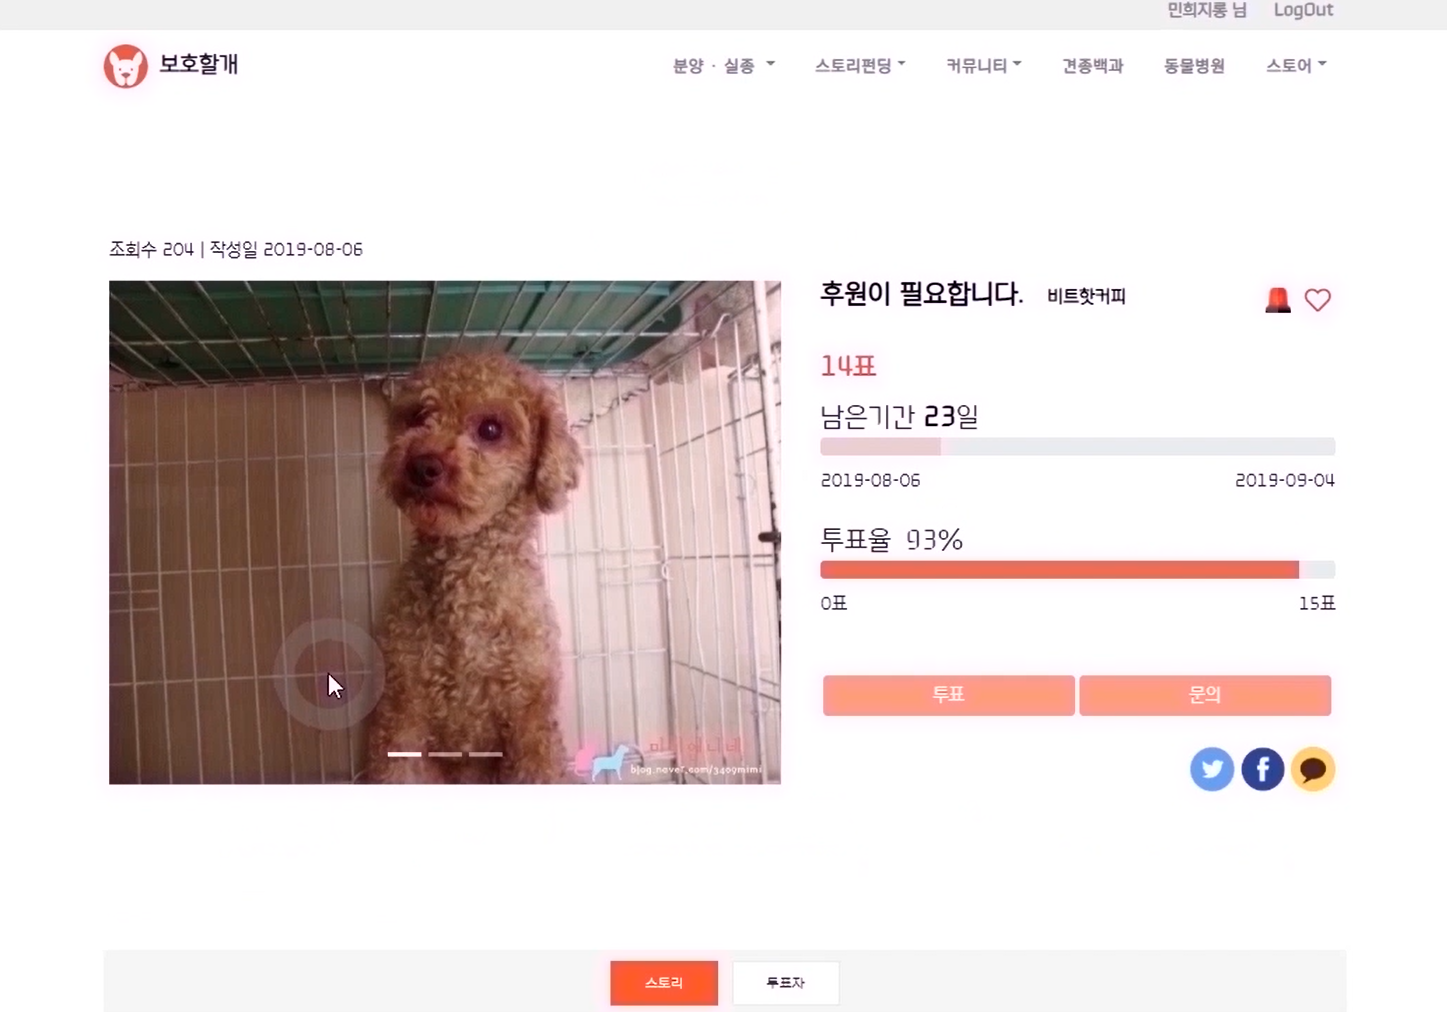 민희지롱 님 LogOut
보호할개 분양 · 실종 스토리펀딩 커뮤니티 견종백과 동물병원 스토어
조회수 204 | 작성일 2019-08-06
후원이 필요합니다. 비트핫커피
14표
남은기간 23일
2019-08-06 2019-09-04
투표율 93%
0표 15표
투표 문의
blog.naver.com/3409mimi
스토리 투표자